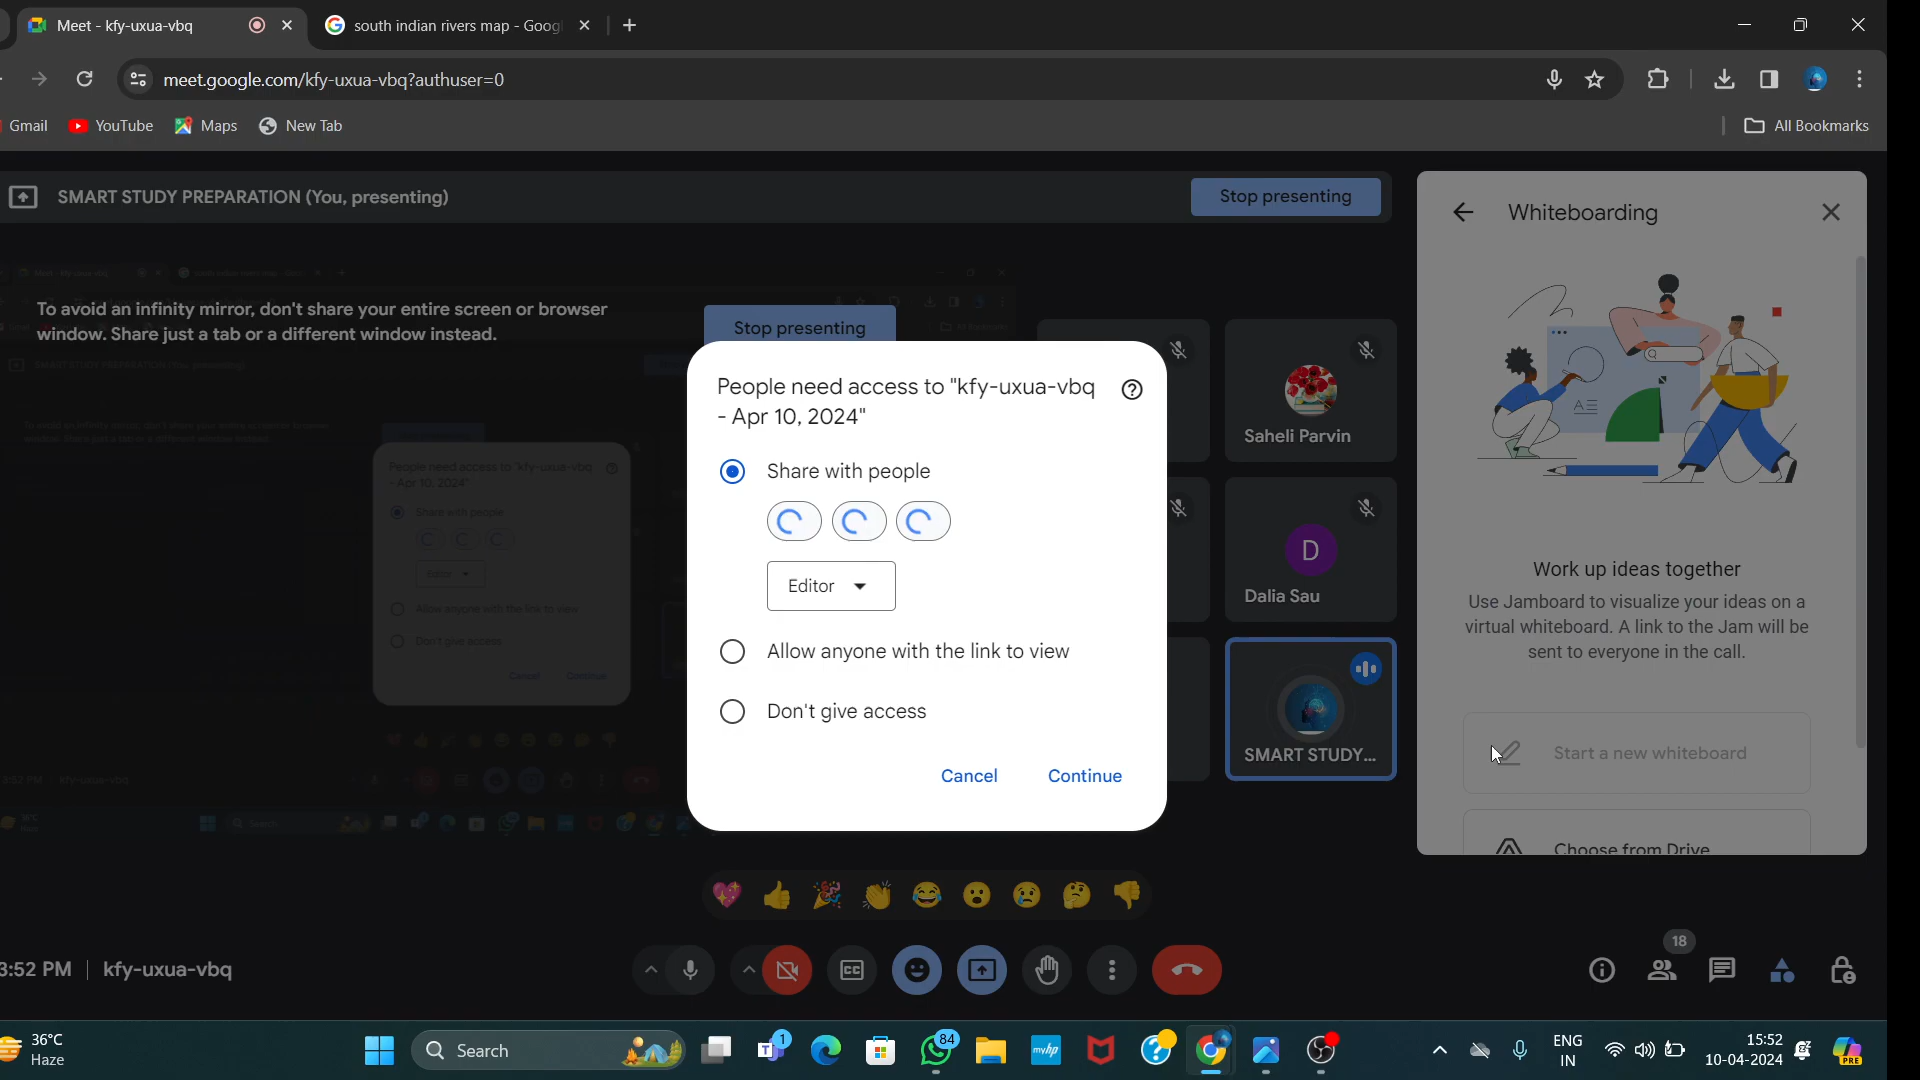 Meet - kfy-uxua-vbq
south indian rivers map - Goog
meet.google.com/kfy-uxua-vbq?authuser=0
Gmail YouTube Maps New Tab All Bookmarks
SMART STUDY PREPARATION (You, presenting)
Stop presenting
Whiteboarding
To avoid an infinity mirror, don't share your entire screen or browser
window. Share just a tab or a different window instead.
Stop presenting
People need access to "kfy-uxua-vbq
- Apr 10, 2024"
Share with people
Editor
Allow anyone with the link to view
Don't give access
Cancel Continue
Saheli Parvin
D
Dalia Sau
SMART STUDY...
Work up ideas together
Use Jamboard to visualize your ideas on a
virtual whiteboard. A link to the Jam will be
sent to everyone in the call.
Start a new whiteboard
Choose from Drive
3:52 PM | kfy-uxua-vbq
CC
18
36°C
Haze
Search
1
84
myhp
ENG
IN
15:52
10-04-2024
PRE